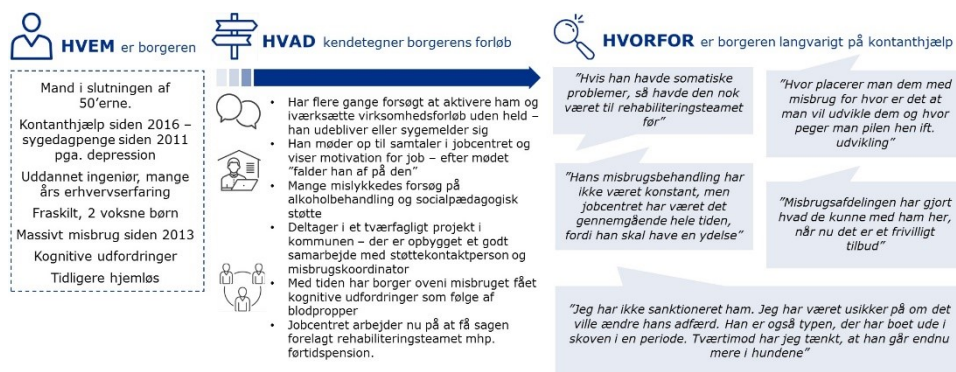 HVEM er borgeren
Mand i slutningen af
50'erne.
Kontanthjælp siden 2016 –
sygedagpenge siden 2011
pga. depression
Uddannet ingeniør, mange
års erhvervserfaring
Fraskilt, 2 voksne børn
Massivt misbrug siden 2013
Kognitive udfordringer
Tidligere hjemløs
HVAD kendetegner borgerens forløb
• Har flere gange forsøgt at aktivere ham og
iværksætte virksomhedsforløb uden held –
han udebliver eller sygemelder sig
• Han møder op til samtaler i jobcentret og
viser motivation for job – efter mødet
"falder han af på den"
• Mange mislykkedes forsøg på
alkoholbehandling og socialpædagogisk
støtte
• Deltager i et tværfagligt projekt i
kommunen – der er opbygget et godt
samarbejde med støttekontaktperson og
misbrugskoordinator
• Med tiden har borger oveni misbruget fået
kognitive udfordringer som følge af
blodpropper
• Jobcentret arbejder nu på at få sagen
forelagt rehabiliteringsteamet mhp.
førtidspension.
HVORFOR er borgeren langvarigt på kontanthjælp
"Hvis han havde somatiske
problemer, så havde den nok
været til rehabiliteringsteamet
før"
"Hvor placerer man dem med
misbrug for hvor er det at
man vil udvikle dem og hvor
peger man pilen hen ift.
udvikling"
"Hans misbrugsbehandling har
ikke været konstant, men
jobcentret har været det
gennemgående hele tiden,
fordi han skal have en ydelse"
"Misbrugsafdelingen har gjort
hvad de kunne med ham her,
når nu det er et frivilligt
tilbud"
"Jeg har ikke sanktioneret ham. Jeg har været usikker på om det
ville ændre hans adfærd. Han er også typen, der har boet ude i
skoven i en periode. Tværtimod har jeg tænkt, at han går endnu
mere i hundene"